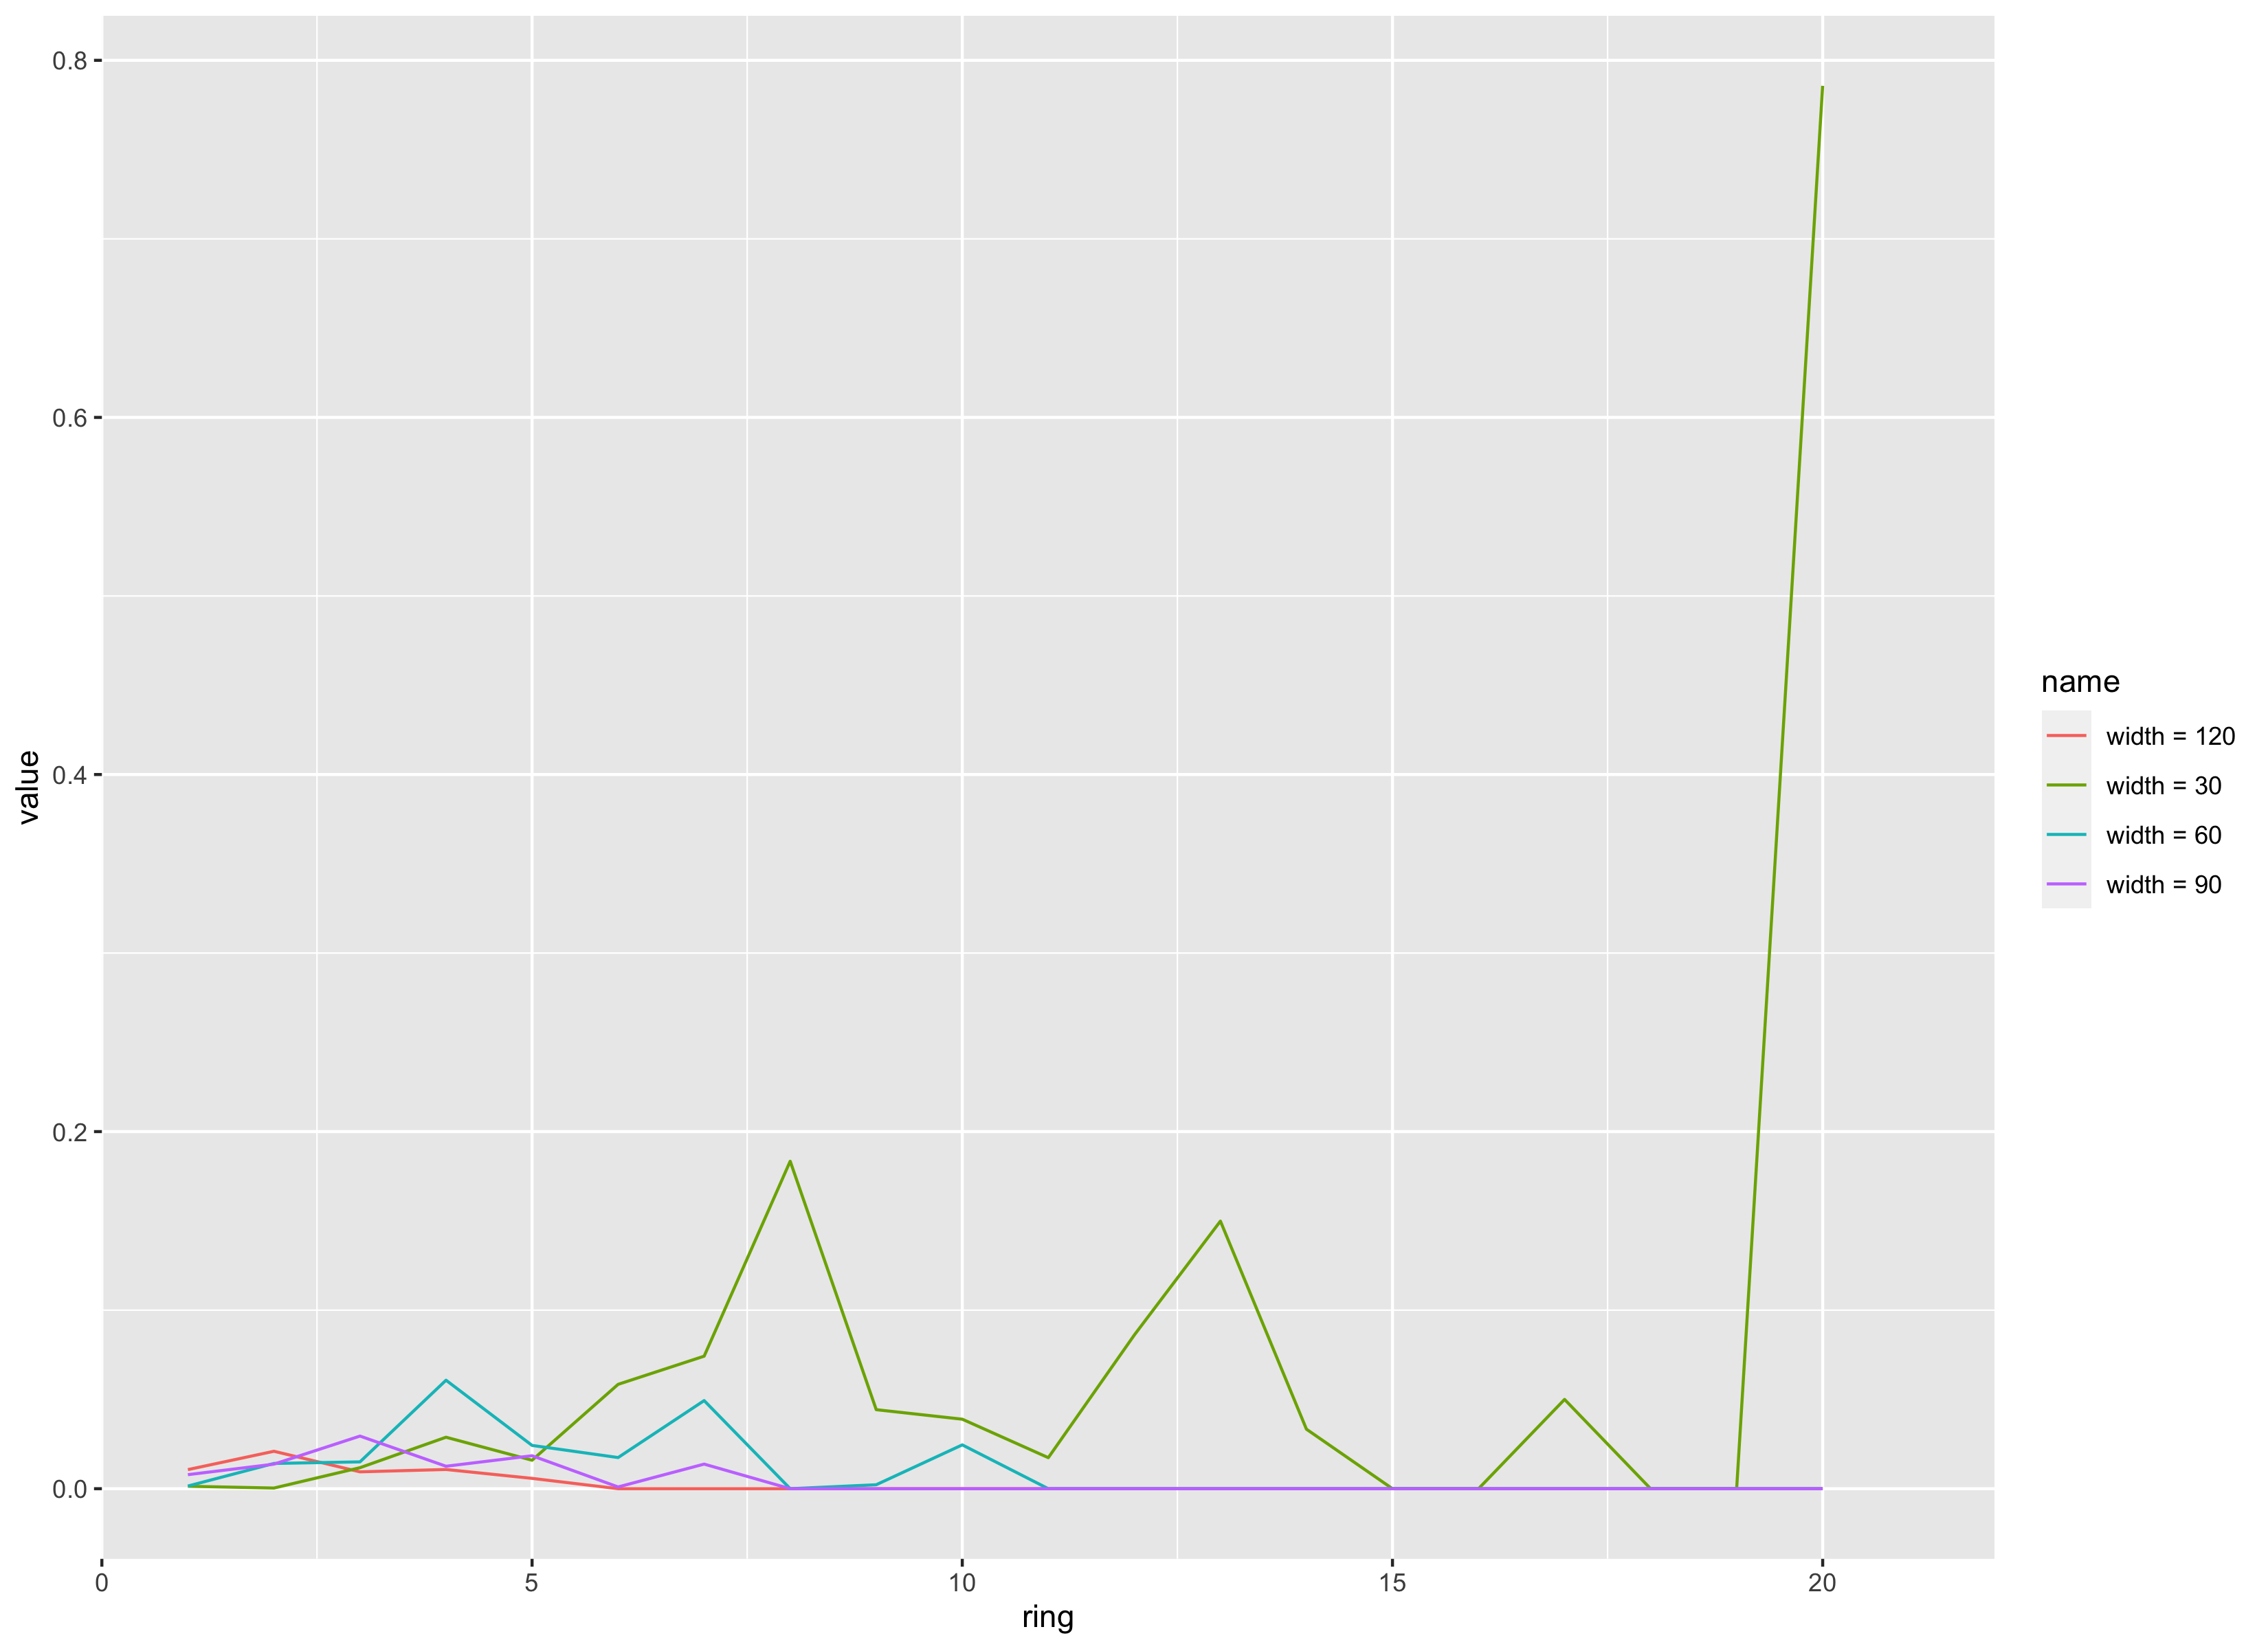 0.8
0.6
0.4
0.2
0.0
value
0 5 10 15 20
ring
name
width = 120
width = 30
width = 60
width = 90